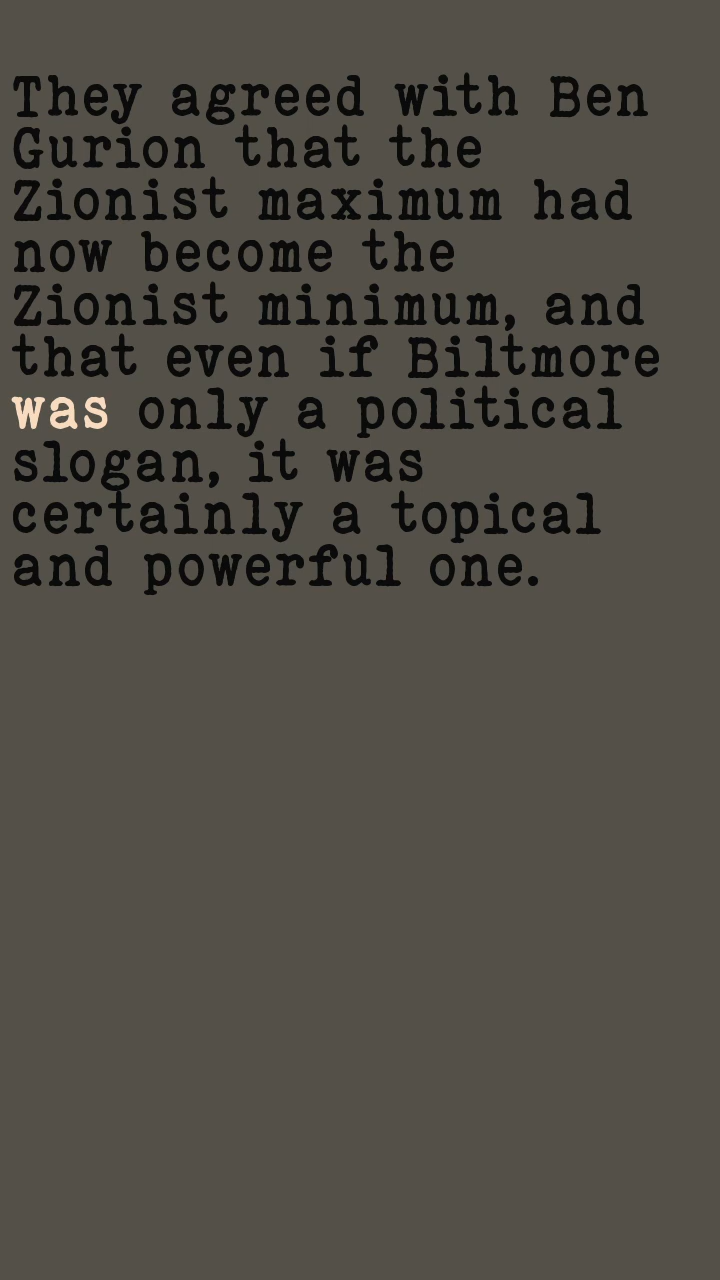 They agreed with Ben
Gurion that the
Zionist maximum had
now become the
Zionist minimum, and
that even if Biltmore
was only a political
slogan, it was
certainly a topical
and powerful one.